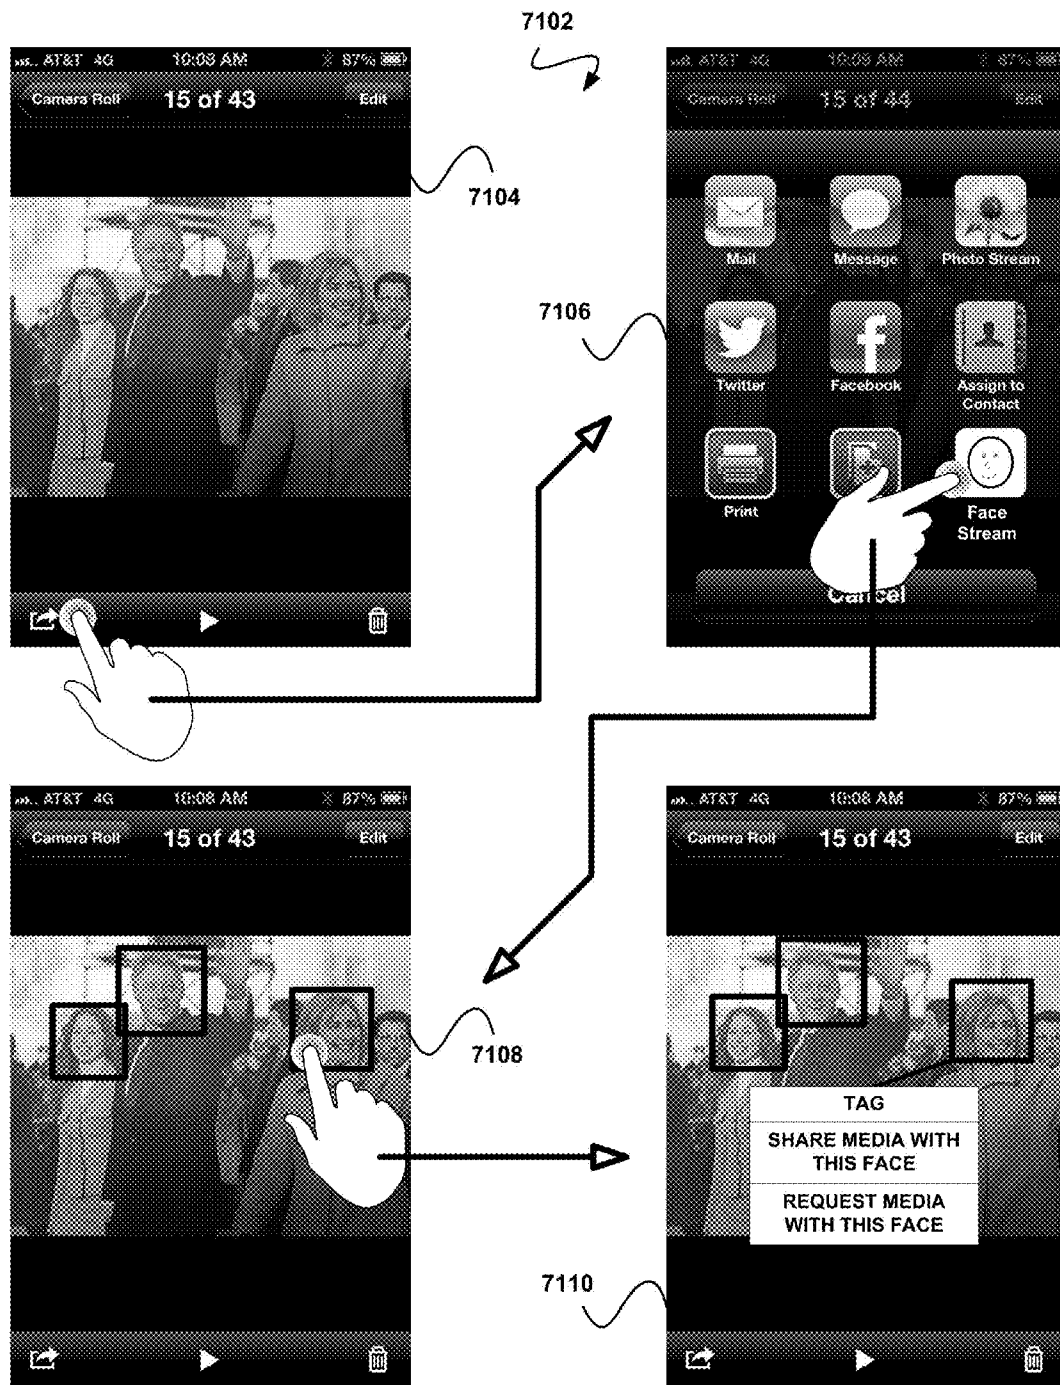 7102
AT&T 4G 10:08 AM 87%
Camera Roll 15 of 43 Edit
7104
AT&T 4G 10:08 AM 87%
Camera Roll 15 of 44 Edit
Mail Message Photo Stream
7106
Twitter Facebook Assign to
Contact
Print Face
Stream
Cancel
AT&T 4G 10:08 AM 87%
Camera Roll 15 of 43 Edit
7108
AT&T 4G 10:08 AM 87%
Camera Roll 15 of 43 Edit
TAG
SHARE MEDIA WITH
THIS FACE
REQUEST MEDIA
WITH THIS FACE
7110